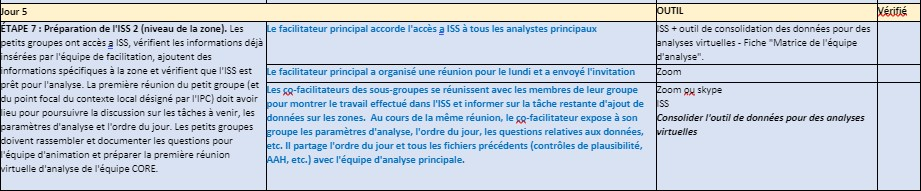 Jour 5
OUTIL
Vérifié
ÉTAPE 7 : Préparation de l'ISS 2 (niveau de la zone). Les
petits groupes ont accès a ISS, vérifient les informations déjà
insérées par l'équipe de facilitation, ajoutent des
informations spécifiques à la zone et vérifient que l'ISS est
prêt pour l'analyse. La première réunion du petit groupe (et
du point focal du contexte local désigné par l'IPC) doit avoir
lieu pour poursuivre la discussion sur les tâches à venir, les
paramètres d'analyse et l'ordre du jour. Les petits groupes
doivent rassembler et documenter les questions pour
l'équipe d'animation et préparer la première réunion
virtuelle d'analyse de l'équipe CORE.
Le facilitateur principal accorde l'accès a ISS à tous les analystes principaux
ISS + outil de consolidation des données pour des
analyses virtuelles - Fiche "Matrice de l'équipe
d'analyse".
Le facilitateur principal a organisé une réunion pour le lundi et a envoyé l'invitation
Zoom
Les co-facilitateurs des sous-groupes se réunissent avec les membres de leur groupe
pour montrer le travail effectué dans l'ISS et informer sur la tâche restante d'ajout de
données sur les zones. Au cours de la même réunion, le co-facilitateur expose à son
groupe les paramètres d'analyse, l'ordre du jour, les questions relatives aux données,
etc. Il partage l'ordre du jour et tous les fichiers précédents (contrôles de plausibilité,
AAH, etc.) avec l'équipe d'analyse principale.
Zoom ou skype
ISS
Consolider l'outil de données pour des analyses
virtuelles